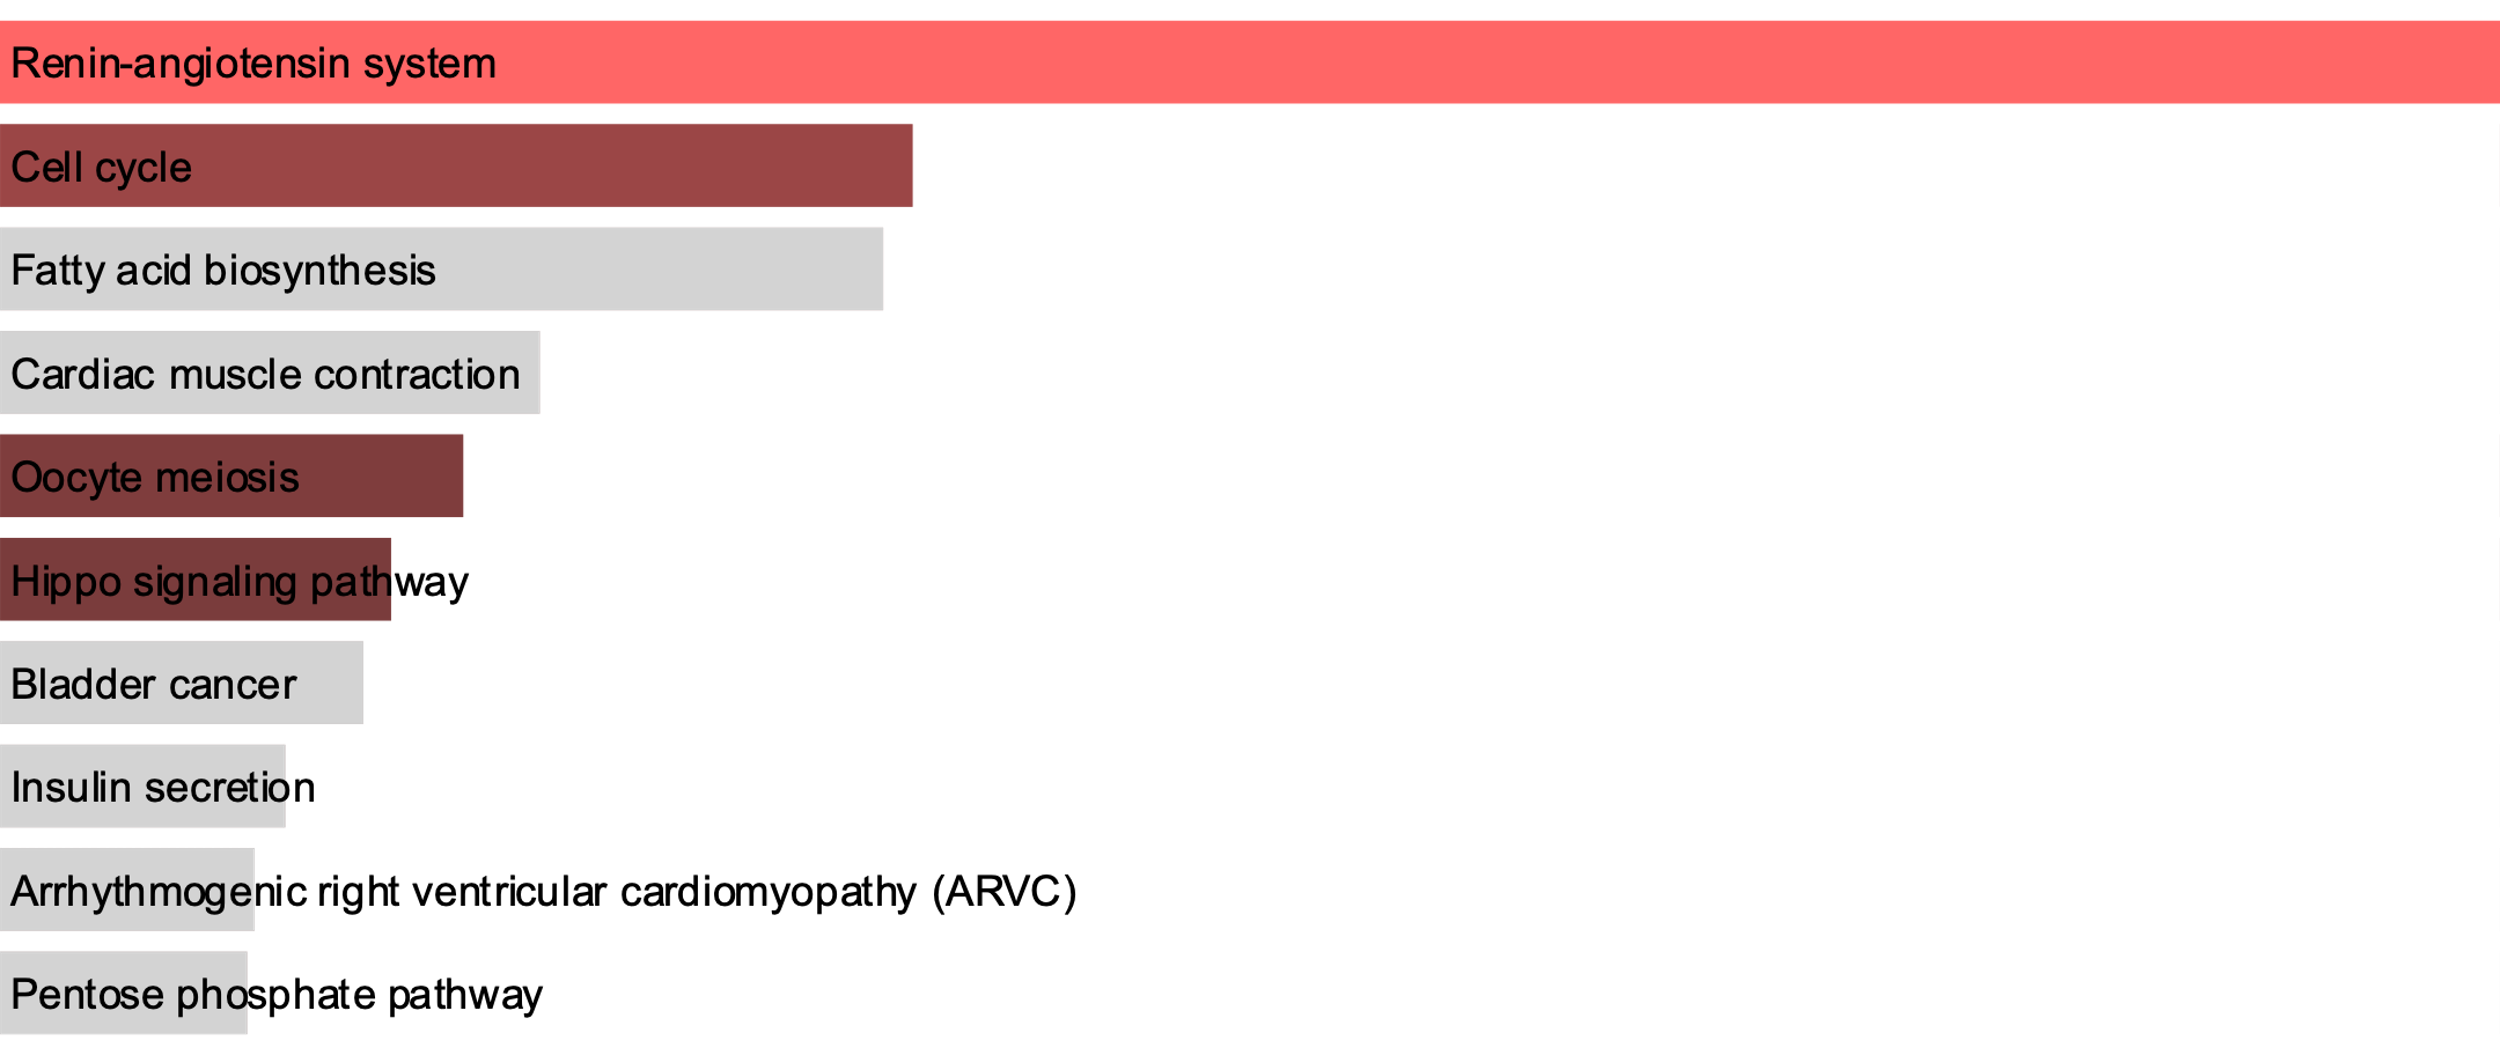 Renin-angiotensin system
Cell cycle
Fatty acid biosynthesis
Cardiac muscle contraction
Oocyte meiosis
Hippo signaling pathway
Bladder cancer
Insulin secretion
Arrhythmogenic right ventricular cardiomyopathy (ARVC)
Pentose phosphate pathway